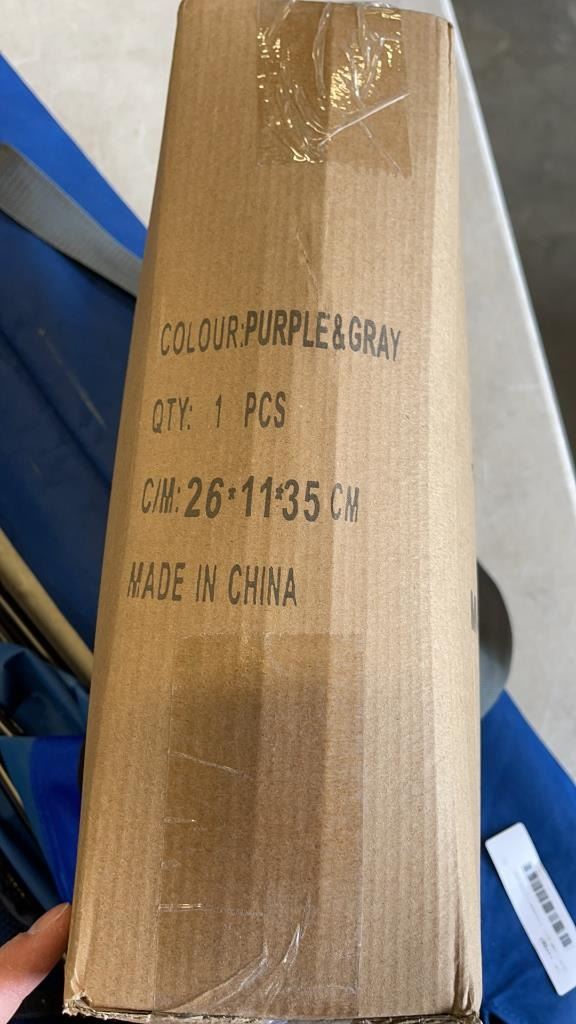 COLOUR:PURPLE&GRAY
QTY: 1 PCS
C/M: 26*11*35 CM
MADE IN CHINA